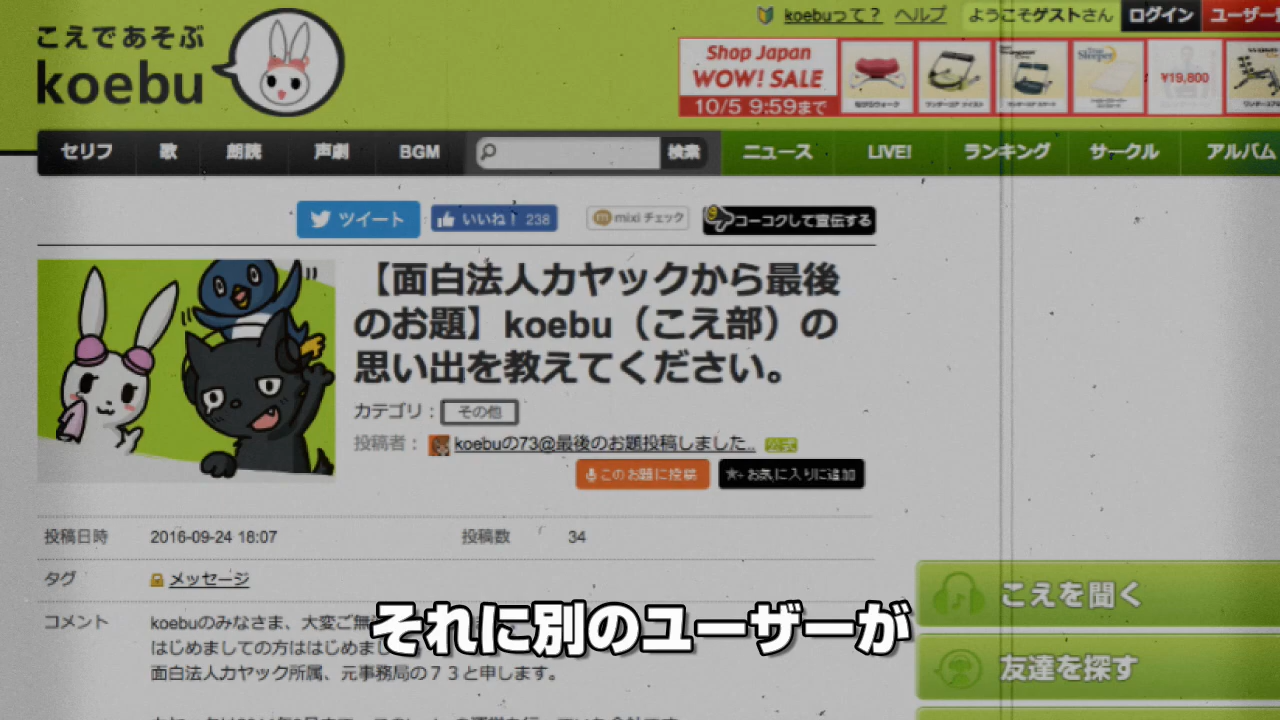 こえであそぶ
koebu
koebuって？ ヘルプ ようこそゲストさん ログイン ユーザー
Shop Japan
WOW! SALE
10/5 9:59まで
¥19,800
セリフ 歌 朗読 声劇 BGM 検索 ニュース LIVE! ランキング サークル アルバム
ツイート いいね！ 238 mixi チェック コーコクして宣伝する
【面白法人カヤックから最後
のお題】koebu（こえ部）の
思い出を教えてください。
カテゴリ： その他
投稿者： koebuの73@最後のお題投稿しました.. 公式
このお題に投稿 お気に入りに追加
投稿日時 2016-09-24 18:07 投稿数 34
タグ メッセージ
コメント koebuのみなさま、大変ご無
はじめましての方ははじめまし
面白法人カヤック所属、元事務局の７３と申します。
それに別のユーザーが
こえを聞く
友達を探す